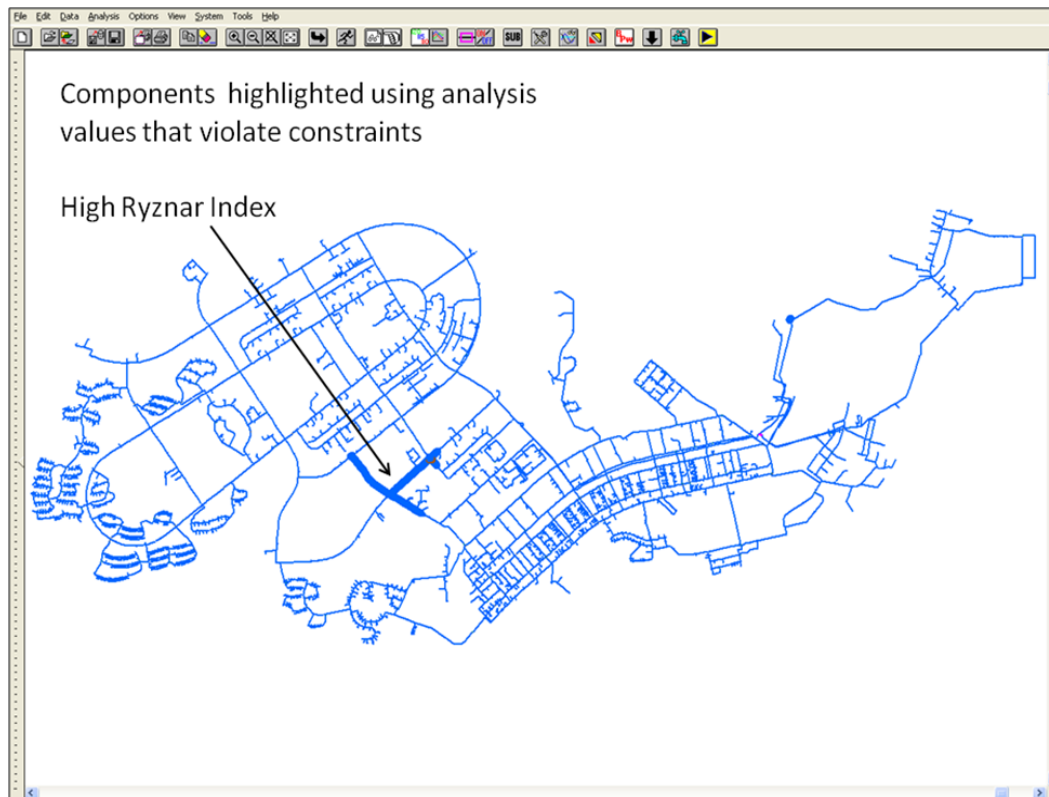 File Edit Data Analysis Options View System Tools Help
SUB
Components highlighted using analysis
values that violate constraints
High Ryznar Index